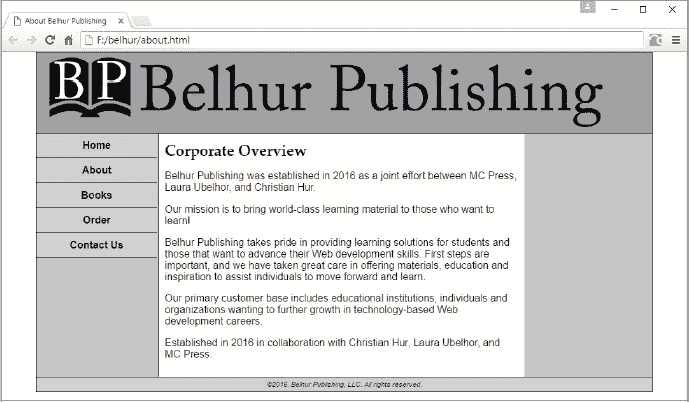 About Belhur Publishing
F:/belhur/about.html
BP Belhur Publishing
Home
About
Books
Order
Contact Us
Corporate Overview
Belhur Publishing was established in 2016 as a joint effort between MC Press,
Laura Ubelhor, and Christian Hur.
Our mission is to bring world-class learning material to those who want to
learn!
Belhur Publishing takes pride in providing learning solutions for students and
those that want to advance their Web development skills. First steps are
important, and we have taken great care in offering materials, education and
inspiration to assist individuals to move forward and learn.
Our primary customer base includes educational institutions, individuals and
organizations wanting to further growth in technology-based Web
development careers.
Established in 2016 in collaboration with Christian Hur, Laura Ubelhor, and
MC Press.
©2016. Belhur Publishing, LLC. All rights reserved.